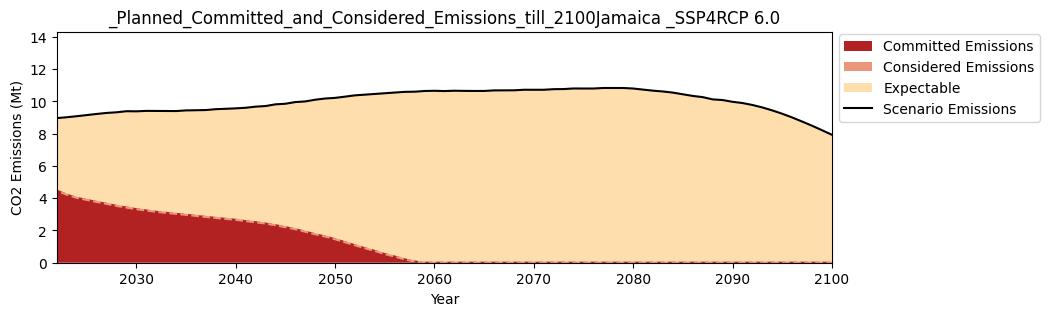 _Planned_Committed_and_Considered_Emissions_till_2100Jamaica _SSP4RCP 6.0
CO2 Emissions (Mt)
14
12
10
8
6
4
2
0
2030 2040 2050 2060 2070 2080 2090 2100
Year
Committed Emissions
Considered Emissions
Expectable
Scenario Emissions